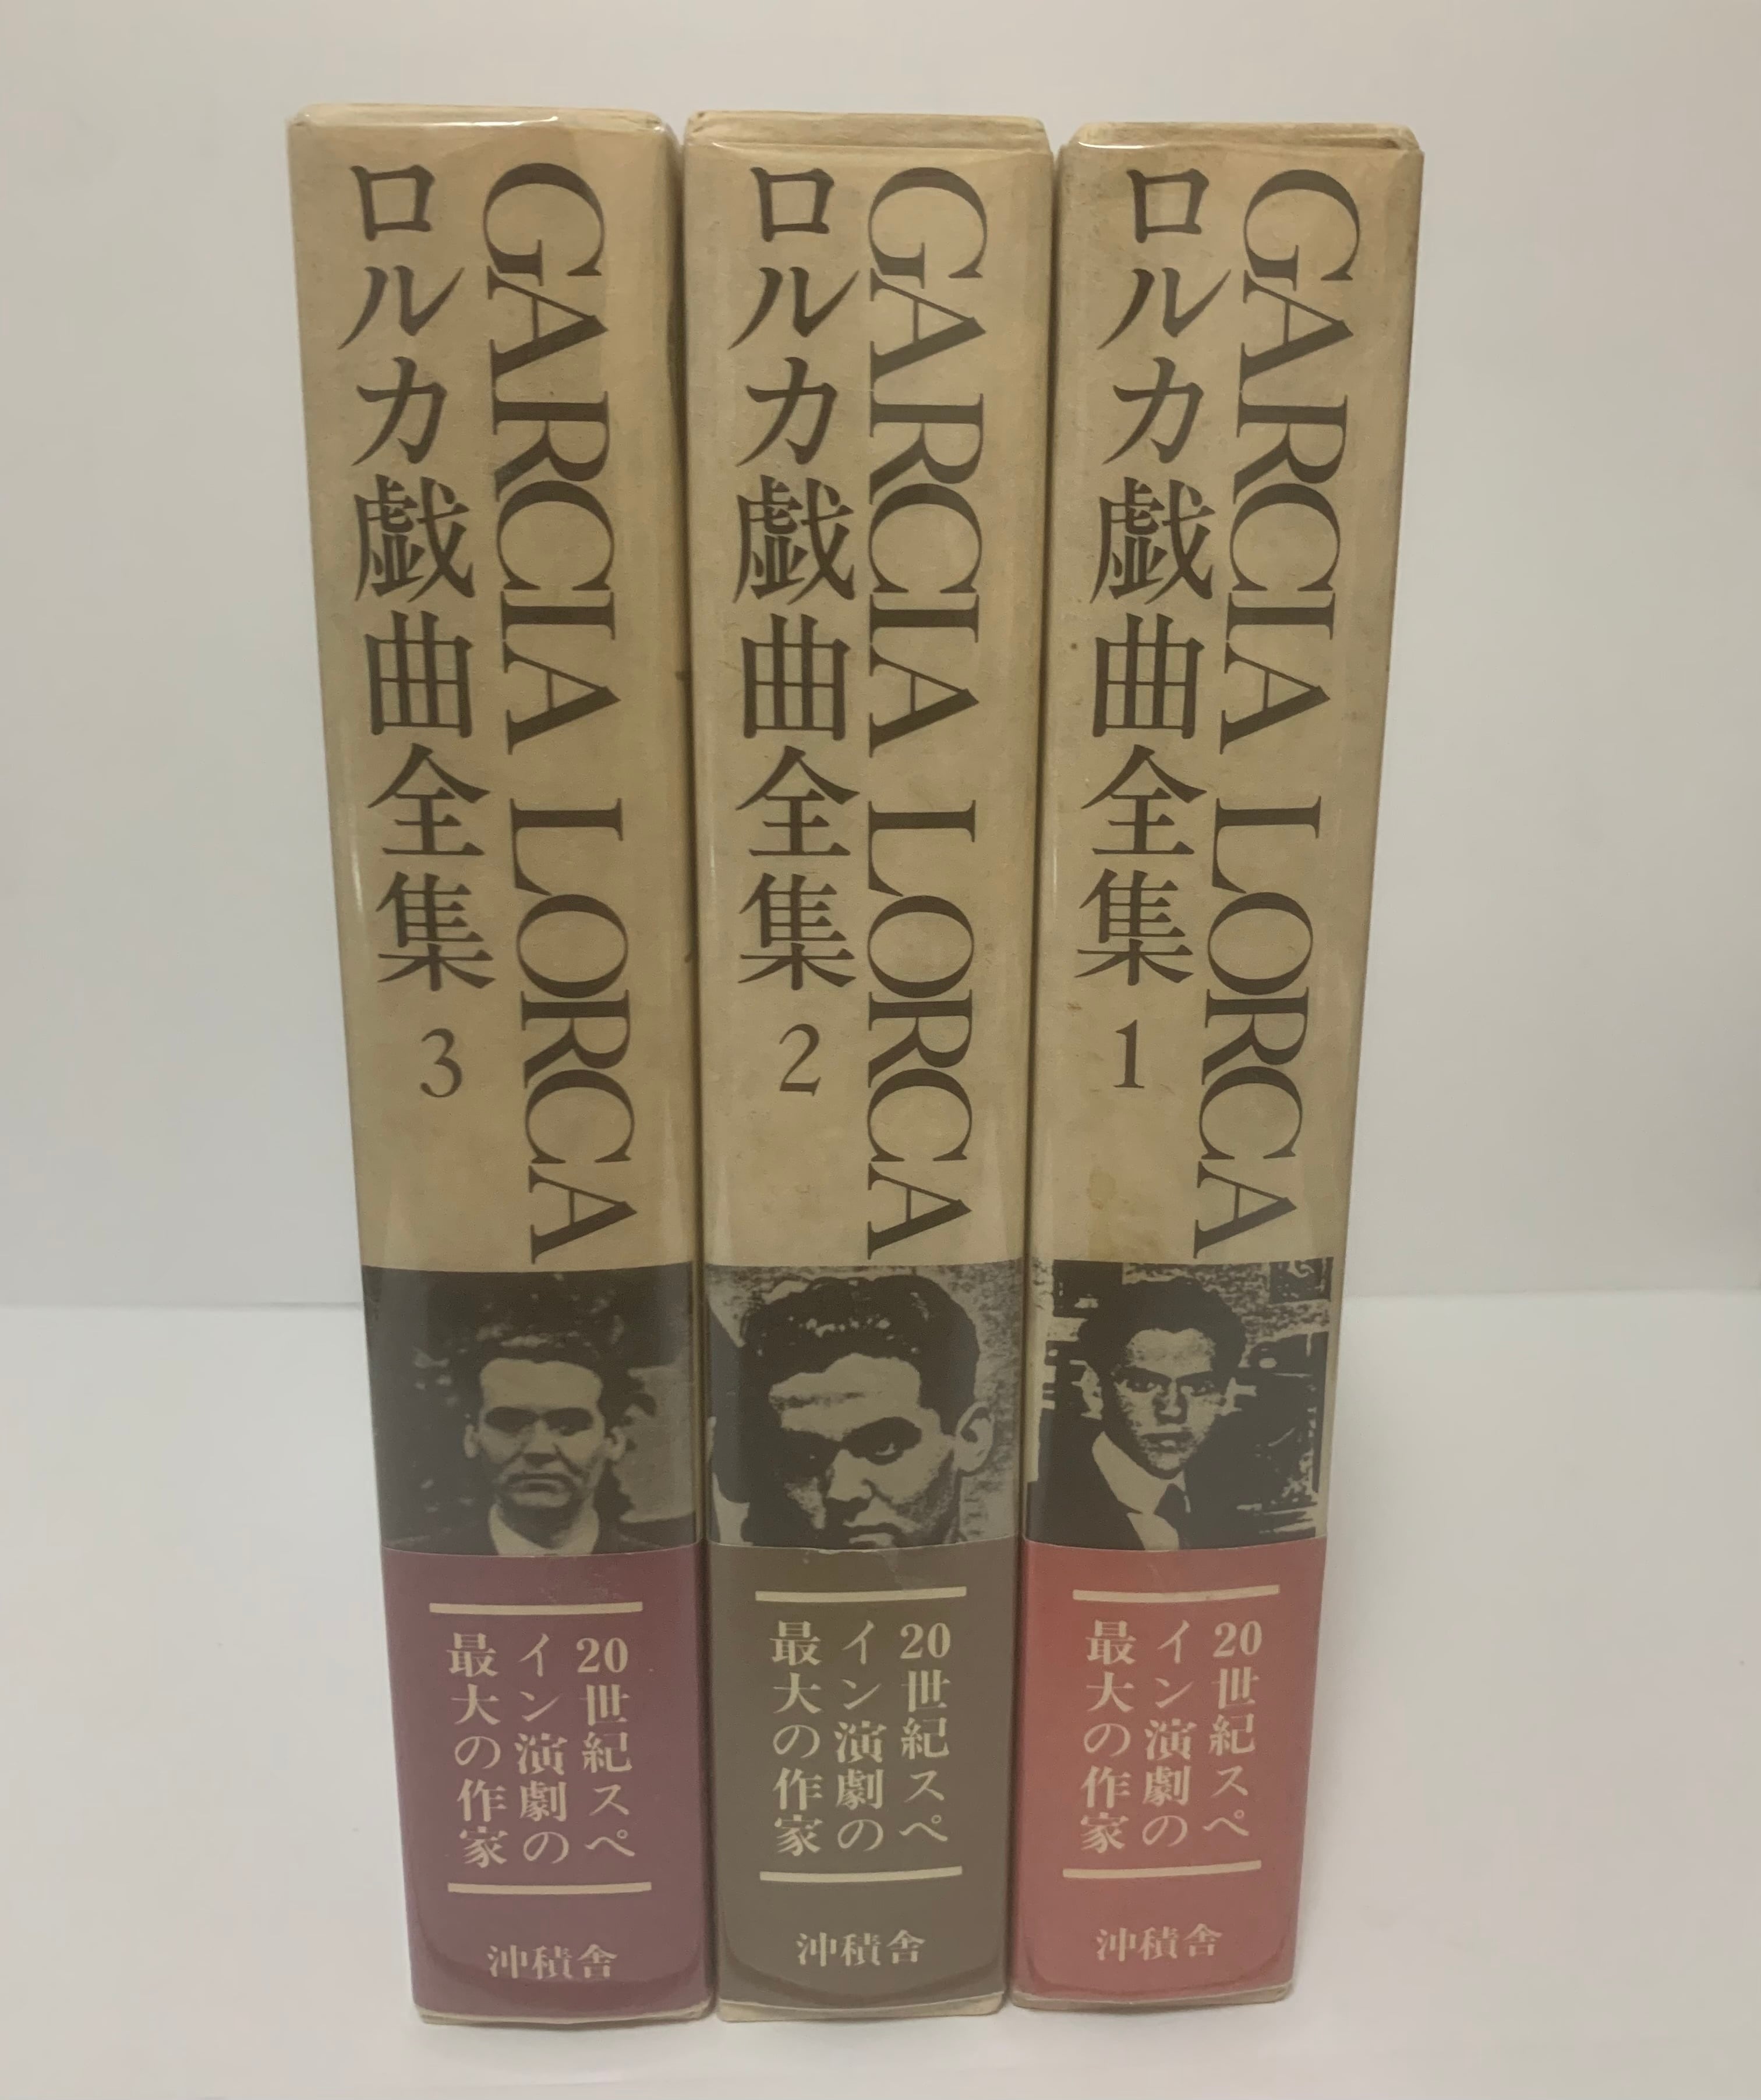 GARCIA LORCA
ロルカ戯曲全集 3
20世紀スペ
イン演劇の
最大の作家
沖積舎
GARCIA LORCA
ロルカ戯曲全集 2
20世紀スペ
イン演劇の
最大の作家
沖積舎
GARCIA LORCA
ロルカ戯曲全集 1
20世紀スペ
イン演劇の
最大の作家
沖積舎